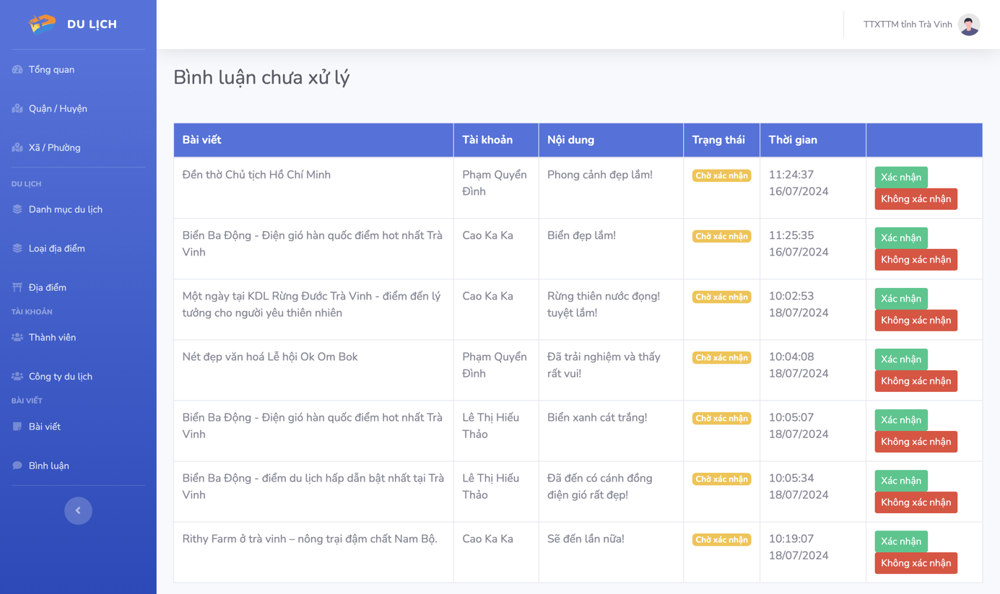 DU LỊCH
TTXTTM tỉnh Trà Vinh
Tổng quan
Quận / Huyện
Xã / Phường
DU LỊCH
Danh mục du lịch
Loại địa điểm
Địa điểm
TÀI KHOẢN
Thành viên
Công ty du lịch
BÀI VIẾT
Bài viết
Bình luận
Bình luận chưa xử lý
Bài viết Tài khoản Nội dung Trạng thái Thời gian
Đền thờ Chủ tịch Hồ Chí Minh
Phạm Quyển
Đình
Phong cảnh đẹp lắm!
Chờ xác nhận
11:24:37
16/07/2024
Xác nhận
Không xác nhận
Biển Ba Động - Điện gió hàn quốc điểm hot nhất Trà
Vinh
Cao Ka Ka
Biển đẹp lắm!
Chờ xác nhận
11:25:35
16/07/2024
Xác nhận
Không xác nhận
Một ngày tại KDL Rừng Đước Trà Vinh - điểm đến lý
tưởng cho người yêu thiên nhiên
Cao Ka Ka
Rừng thiên nước đọng!
tuyệt lắm!
Chờ xác nhận
10:02:53
18/07/2024
Xác nhận
Không xác nhận
Nét đẹp văn hoá Lễ hội Ok Om Bok
Phạm Quyển
Đình
Đã trải nghiệm và thấy
rất vui!
Chờ xác nhận
10:04:08
18/07/2024
Xác nhận
Không xác nhận
Biển Ba Động - Điện gió hàn quốc điểm hot nhất Trà
Vinh
Lê Thị Hiếu
Thảo
Biển xanh cát trắng!
Chờ xác nhận
10:05:07
18/07/2024
Xác nhận
Không xác nhận
Biển Ba Động - điểm du lịch hấp dẫn bật nhất tại Trà
Vinh
Lê Thị Hiếu
Thảo
Đã đến có cánh đồng
điện gió rất đẹp!
Chờ xác nhận
10:05:34
18/07/2024
Xác nhận
Không xác nhận
Rithy Farm ở trà vinh – nông trại đậm chất Nam Bộ.
Cao Ka Ka
Sẽ đến lần nữa!
Chờ xác nhận
10:19:07
18/07/2024
Xác nhận
Không xác nhận